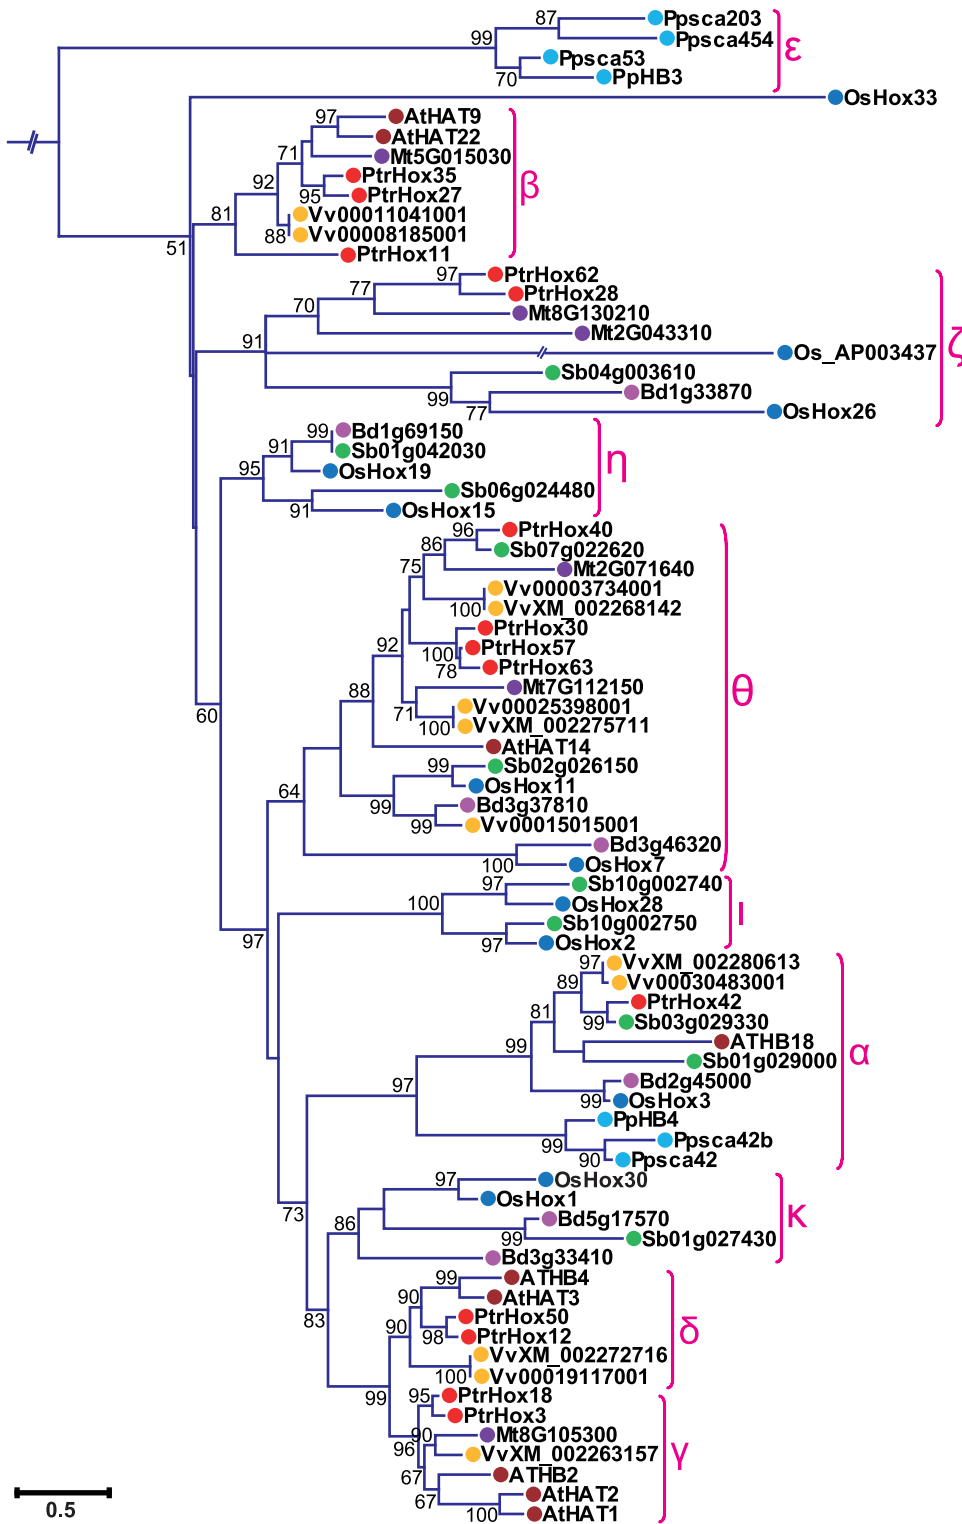 87 Ppsca203
99 Ppsca454
Ppsca53 ε
70 PpHB3
OsHox33
97 AtHAT9
AtHAT22
71 Mt5G015030
92 PtrHox35 β
95 PtrHox27
81 Vv00011041001
88 Vv00008185001
51 PtrHox11
97 PtrHox62
77 PtrHox28
70 Mt8G130210
Mt2G043310
91 Os_AP003437 ζ
Sb04g003610
99 Bd1g33870
77 OsHox26
99 Bd1g69150
91 Sb01g042030
95 OsHox19 η
Sb06g024480
91 OsHox15
96 PtrHox40
86 Sb07g022620
75 Mt2G071640
Vv00003734001
100 VvXM_002268142
PtrHox30
92 100 PtrHox57
78 PtrHox63
88 Mt7G112150 θ
71 Vv00025398001
60 100 VvXM_002275711
AtHAT14
99 Sb02g026150
64 OsHox11
99 Bd3g37810
99 Vv00015015001
Bd3g46320
100 OsHox7
97 Sb10g002740
100 OsHox28
Sb10g002750 ι
97 97 OsHox2
97 VvXM_002280613
89 Vv00030483001
81 PtrHox42
99 Sb03g029330
99 ATHB18
Sb01g029000 α
97 Bd2g45000
99 OsHox3
PpHB4
99 Ppsca42b
90 Ppsca42
97 OsHox30
73 OsHox1
86 Bd5g17570 κ
99 Sb01g027430
Bd3g33410
99 ATHB4
90 AtHAT3
83 PtrHox50
90 98 PtrHox12 δ
VvXM_002272716
100 Vv00019117001
99 95 PtrHox18
PtrHox3
90 Mt8G105300
96 VvXM_002263157 γ
67 ATHB2
67 AtHAT2
100 AtHAT1
0.5